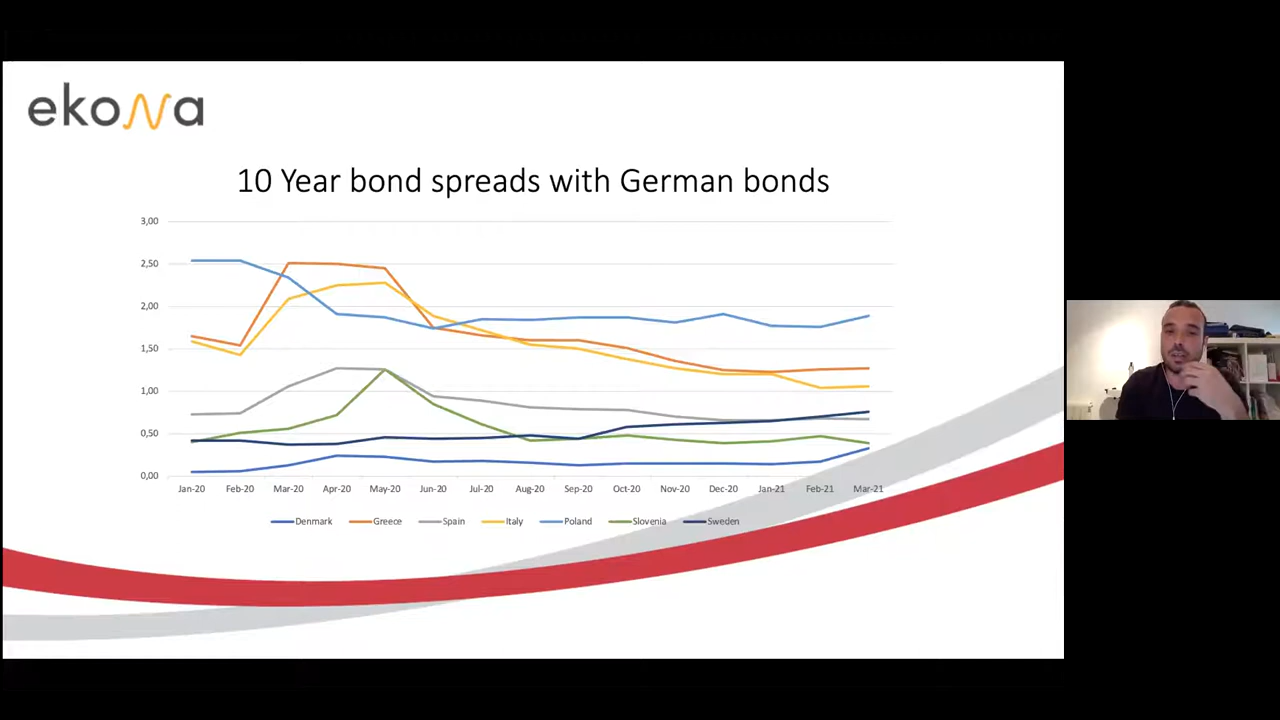 ekona
10 Year bond spreads with German bonds
3,00
2,50
2,00
1,50
1,00
0,50
0,00
Jan-20 Feb-20 Mar-20 Apr-20 May-20 Jun-20 Jul-20 Aug-20 Sep-20 Oct-20 Nov-20 Dec-20 Jan-21 Feb-21 Mar-21
Denmark Greece Spain Italy Poland Slovenia Sweden